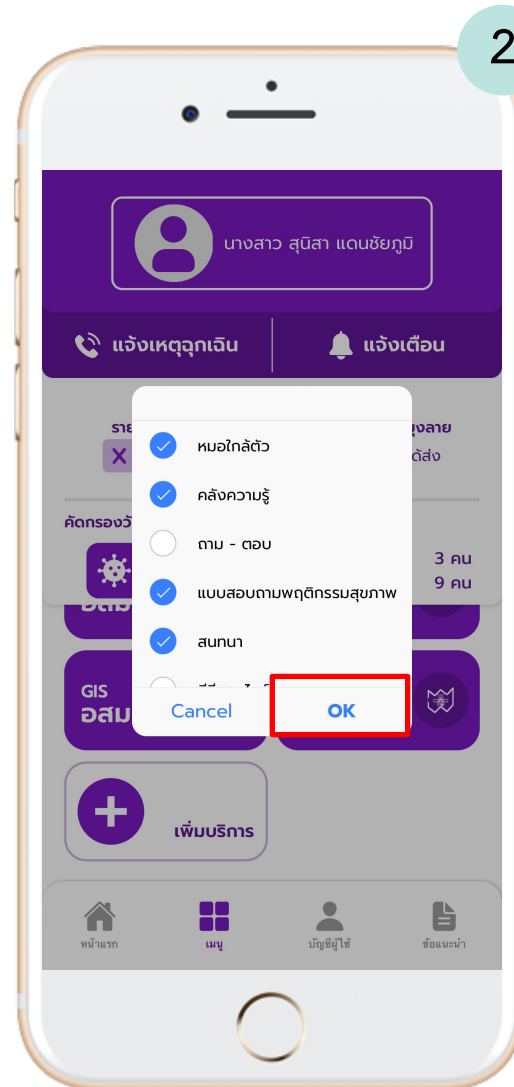 2
นางสาว สุนิสา แดนชัยภูมิ
แจ้งเหตุฉุกเฉิน
แจ้งเตือน
X
หมอใกล้ตัว
คลังความรู้
ถาม - ตอบ
แบบสอบถามพฤติกรรมสุขภาพ
สนทนา
3 คน
9 คน
Cancel
OK
GIS
อสม
เพิ่มบริการ
หน้าแรก
เมนู
บัญชีผู้ใช้
ข้อแนะนำ